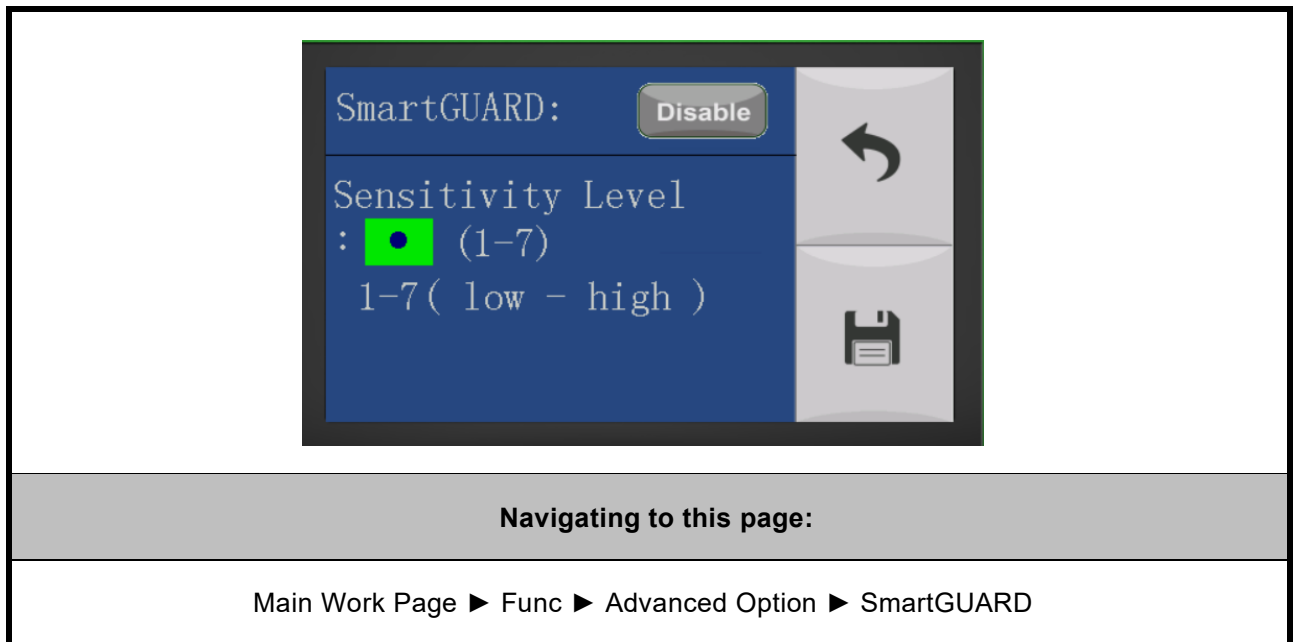 SmartGUARD: Disable
Sensitivity Level
: (1-7)
1-7( low - high )
Navigating to this page:
Main Work Page ► Func ► Advanced Option ► SmartGUARD